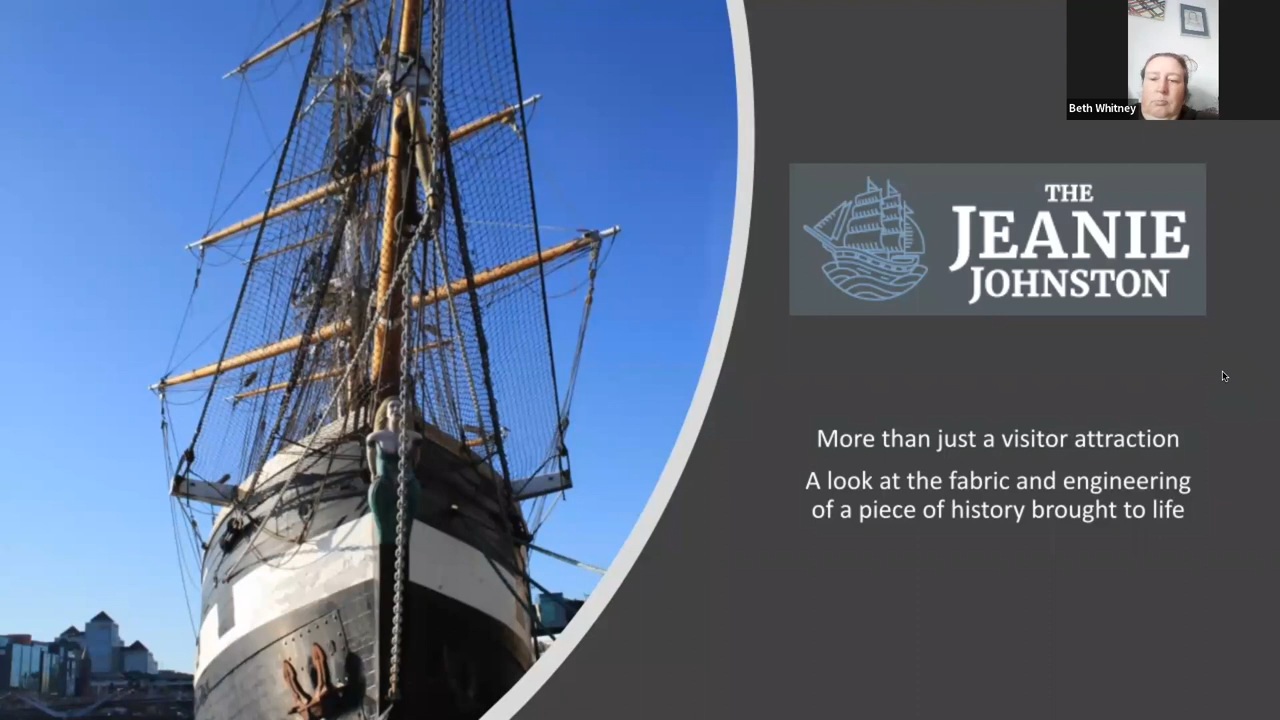 Beth Whitney
THE
JEANIE
JOHNSTON
More than just a visitor attraction
A look at the fabric and engineering
of a piece of history brought to life